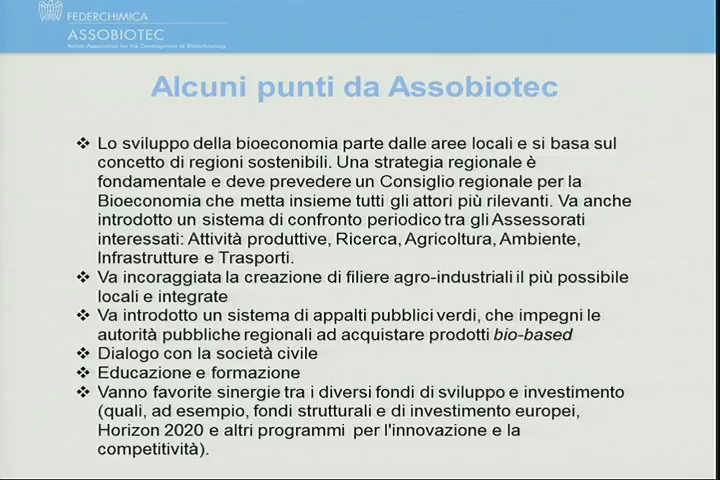 FEDERCHIMICA
ASSOBIOTEC
Italian Association for the Development of Biotechnology
Alcuni punti da Assobiotec
❖ Lo sviluppo della bioeconomia parte dalle aree locali e si basa sul
concetto di regioni sostenibili. Una strategia regionale è
fondamentale e deve prevedere un Consiglio regionale per la
Bioeconomia che metta insieme tutti gli attori più rilevanti. Va anche
introdotto un sistema di confronto periodico tra gli Assessorati
interessati: Attività produttive, Ricerca, Agricoltura, Ambiente,
Infrastrutture e Trasporti.
❖ Va incoraggiata la creazione di filiere agro-industriali il più possibile
locali e integrate
❖ Va introdotto un sistema di appalti pubblici verdi, che impegni le
autorità pubbliche regionali ad acquistare prodotti bio-based
❖ Dialogo con la società civile
❖ Educazione e formazione
❖ Vanno favorite sinergie tra i diversi fondi di sviluppo e investimento
(quali, ad esempio, fondi strutturali e di investimento europei,
Horizon 2020 e altri programmi per l'innovazione e la
competitività).